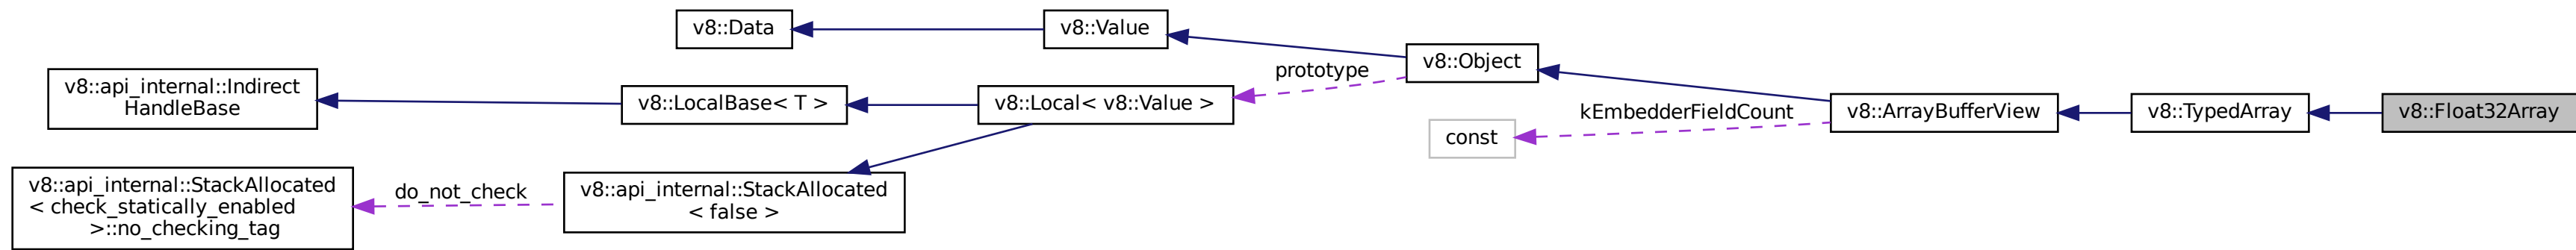 v8::Data
v8::Value
v8::Object
prototype
v8::api_internal::Indirect
HandleBase
v8::LocalBase< T >
v8::Local< v8::Value >
kEmbedderFieldCount
const
v8::ArrayBufferView
v8::TypedArray
v8::Float32Array
v8::api_internal::StackAllocated
< check_statically_enabled
>::no_checking_tag
do_not_check
v8::api_internal::StackAllocated
< false >